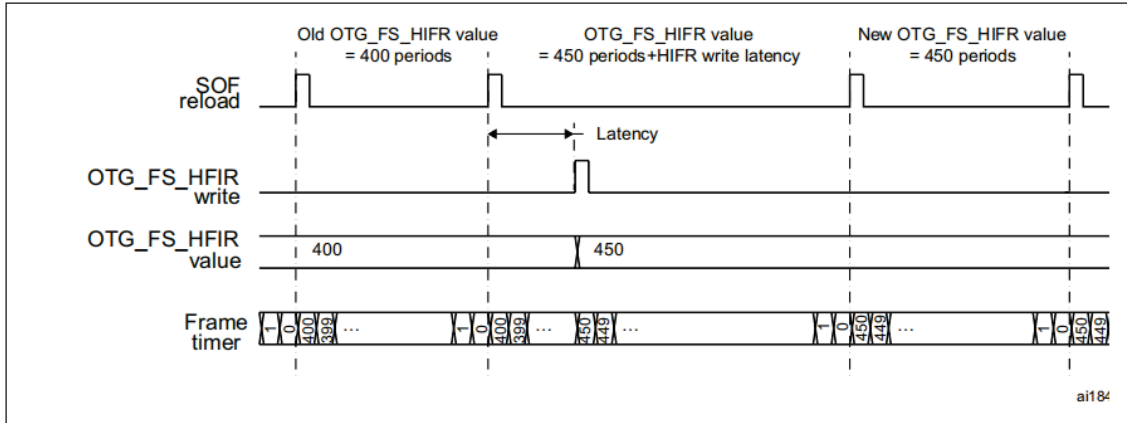 Old OTG_FS_HIFR value
= 400 periods
OTG_FS_HIFR value
= 450 periods+HIFR write latency
New OTG_FS_HIFR value
= 450 periods
SOF
reload
Latency
OTG_FS_HFIR
write
OTG_FS_HFIR
value
400
450
Frame
timer
1 0 400 399 ... 1 0 400 399 ... 450 449 ... 1 0 450 449 ... 1 0 450 449
ai184